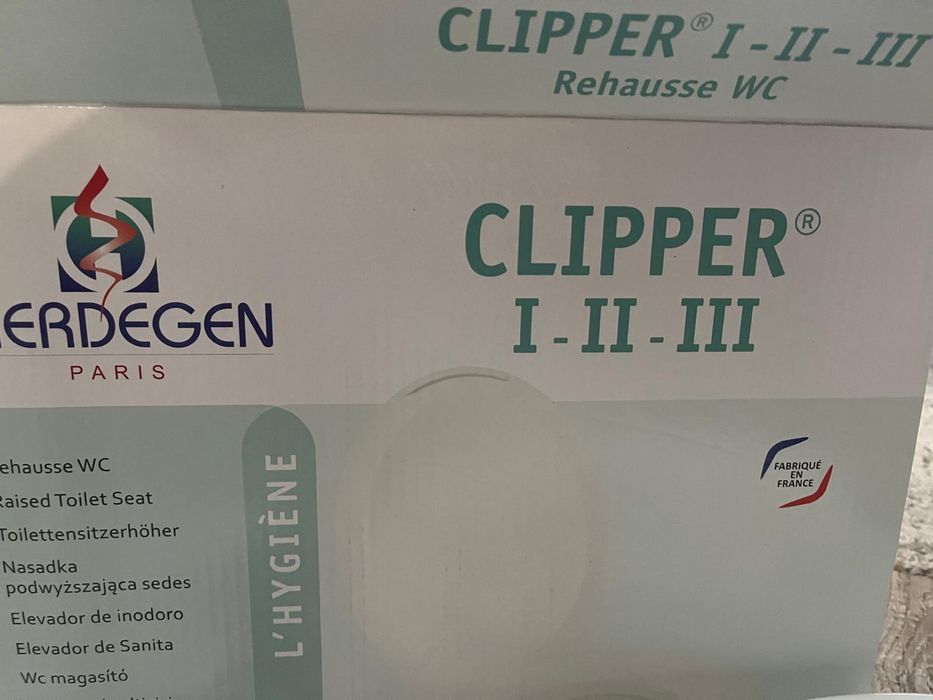 CLIPPER® I - II - III
Rehausse WC
ERDEGEN
PARIS
CLIPPER®
I - II - III
FABRIQUÉ
EN
FRANCE
L'HYGIÈNE
ehausse WC
Raised Toilet Seat
Toilettensitzerhöher
Nasadka
podwyższająca sedes
Elevador de inodoro
Elevador de Sanita
Wc magasító